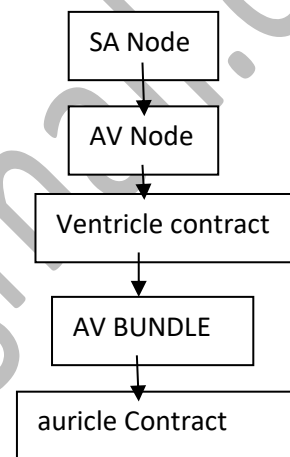 SA Node
AV Node
Ventricle contract
AV BUNDLE
auricle Contract